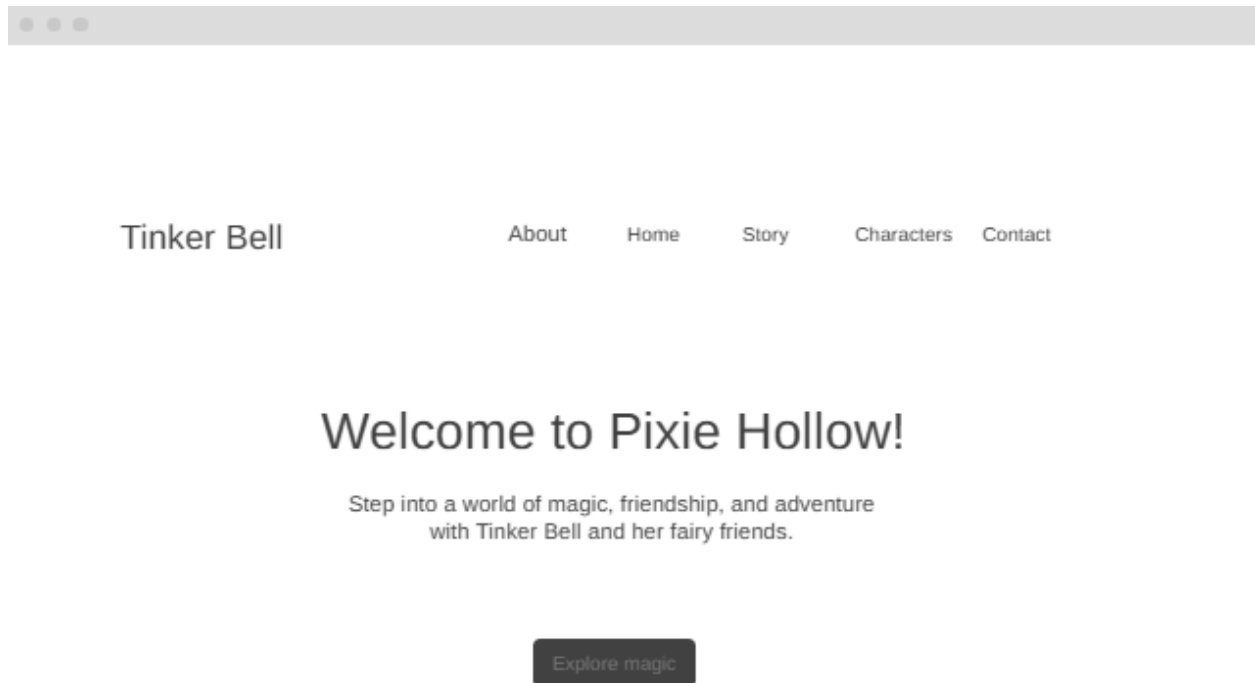 Tinker Bell About Home Story Characters Contact
Welcome to Pixie Hollow!
Step into a world of magic, friendship, and adventure
with Tinker Bell and her fairy friends.
Explore magic